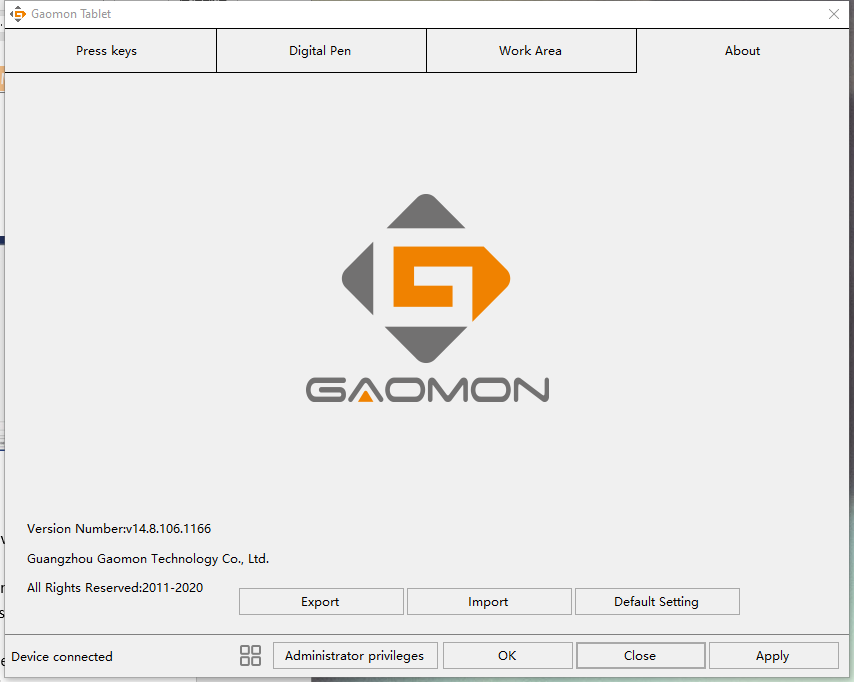 Gaomon Tablet
Press keys
Digital Pen
Work Area
About
GAOMON
Version Number:v14.8.106.1166
Guangzhou Gaomon Technology Co., Ltd.
All Rights Reserved:2011-2020
Export
Import
Default Setting
Device connected
Administrator privileges
OK
Close
Apply